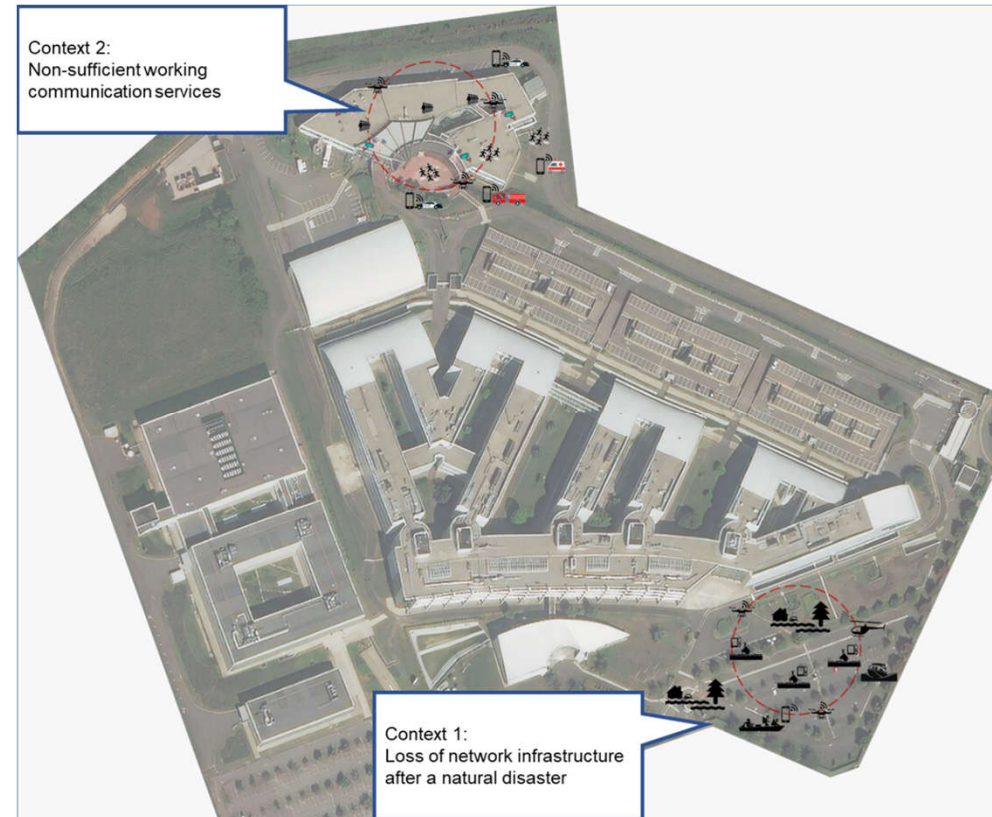 Context 2:
Non-sufficient working
communication services
Context 1:
Loss of network infrastructure
after a natural disaster